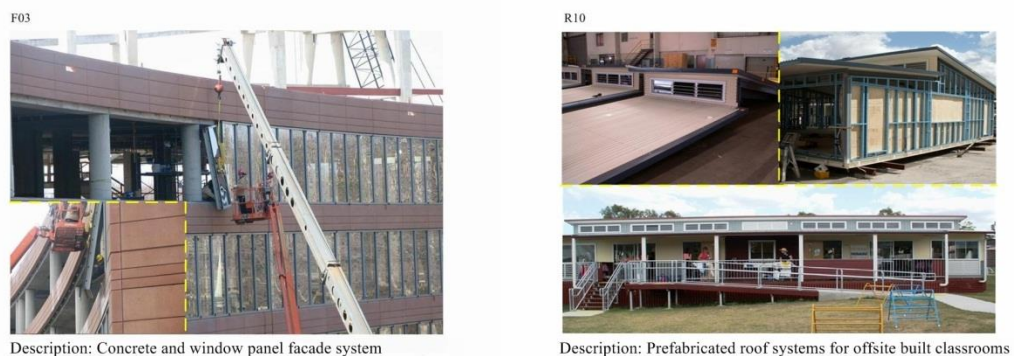 F03
R10
Description: Concrete and window panel facade system
Description: Prefabricated roof systems for offsite built classrooms